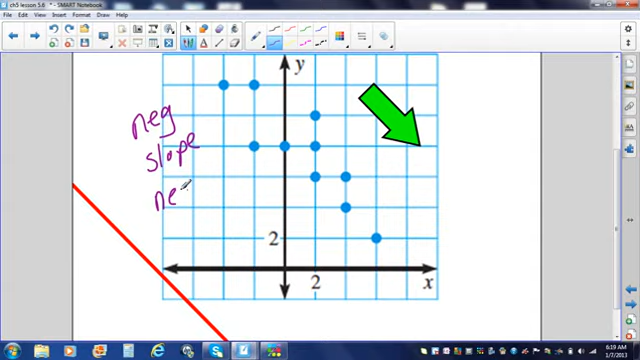 ch5 lesson 5.6 * - SMART Notebook
File Edit View Insert Format Draw Help
y
neg
slope
ne
2
2
x
6:19 AM
1/7/2013